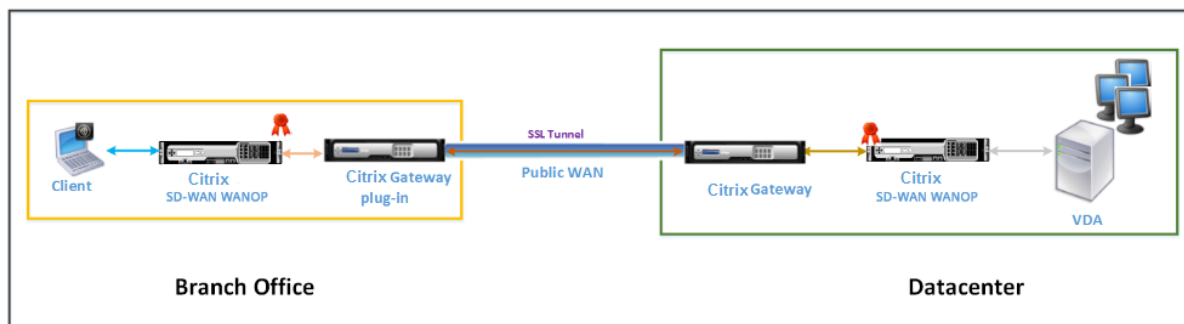 SSL Tunnel
Client
Citrix
SD-WAN WANOP
Citrix Gateway
plug-in
Public WAN
Citrix Gateway
Citrix
SD-WAN WANOP
VDA
Branch Office
Datacenter